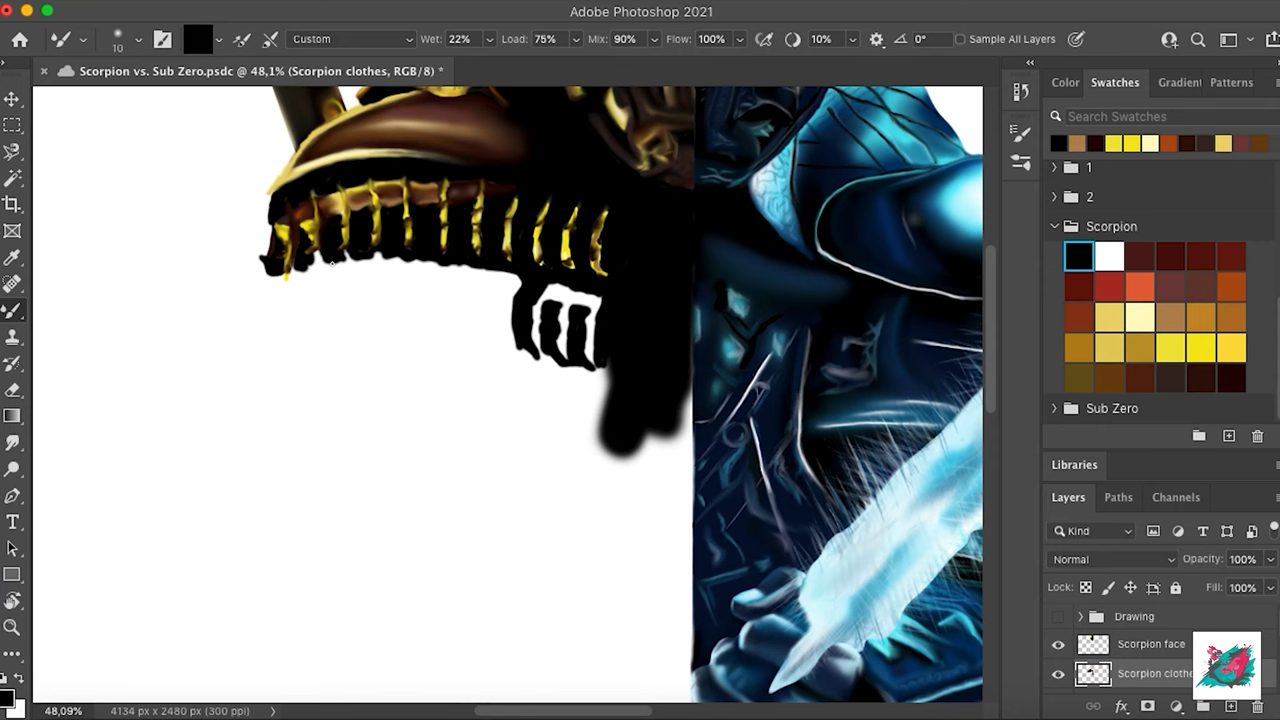 Adobe Photoshop 2021
10 Custom Wet: 22% Load: 75% Mix: 90% Flow: 100% 10% 0° Sample All Layers
Scorpion vs. Sub Zero.psdc @ 48,1% (Scorpion clothes, RGB/8) *
Color Swatches Gradient Patterns
Search Swatches
1
2
Scorpion
Sub Zero
Libraries
Layers Paths Channels
Kind
Normal Opacity: 100%
Lock: Fill: 100%
Drawing
Scorpion face
Scorpion clothe
48,09% 4134 px x 2480 px (300 ppi)